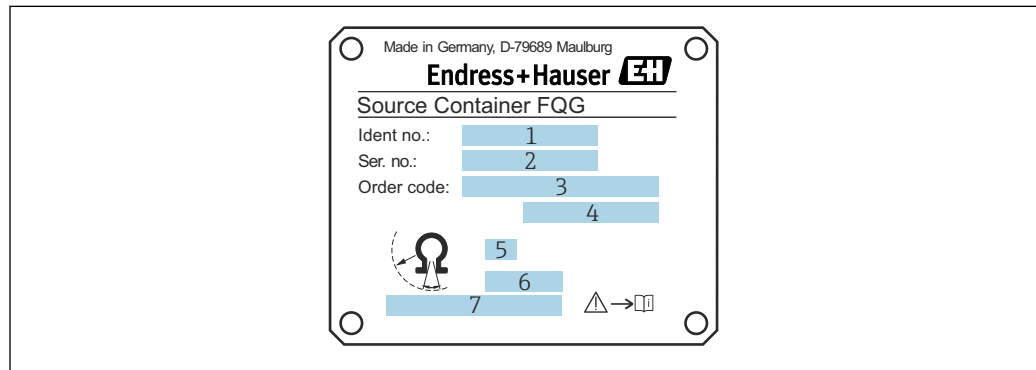 Made in Germany, D-79689 Maulburg
Endress+Hauser EH
Source Container FQG
Ident no.: 1
Ser. no.: 2
Order code: 3
4
5
6
7